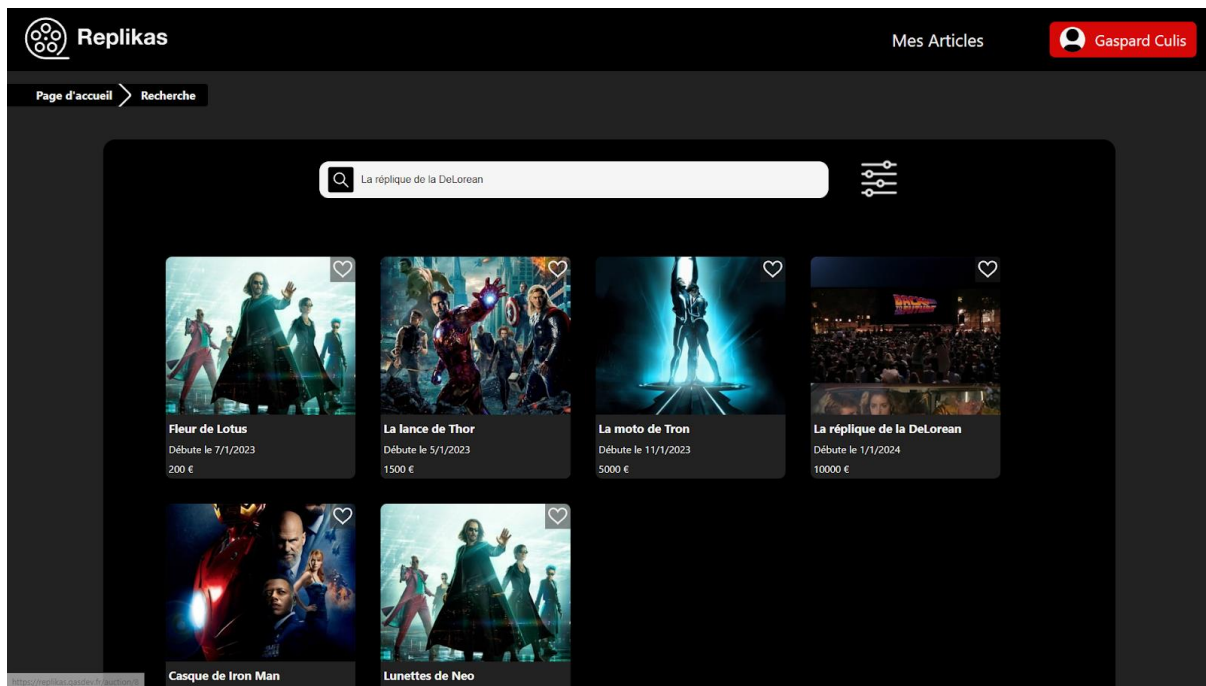 Replikas
Mes Articles
Gaspard Culis
Page d'accueil
Recherche
La réplique de la DeLorean
Fleur de Lotus
Débute le 7/1/2023
200 €
La lance de Thor
Débute le 5/1/2023
1500 €
La moto de Tron
Débute le 11/1/2023
5000 €
BACK
FUTURE
La réplique de la DeLorean
Débute le 1/1/2024
10000 €
Casque de Iron Man
Lunettes de Neo